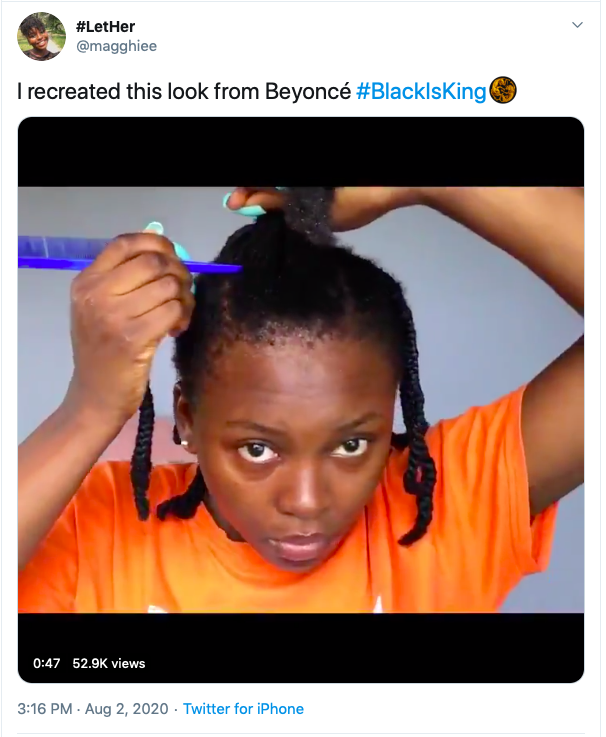 #LetHer
@magghiee
I recreated this look from Beyoncé #BlackIsKing
0:47 52.9K views
3:16 PM · Aug 2, 2020 · Twitter for iPhone